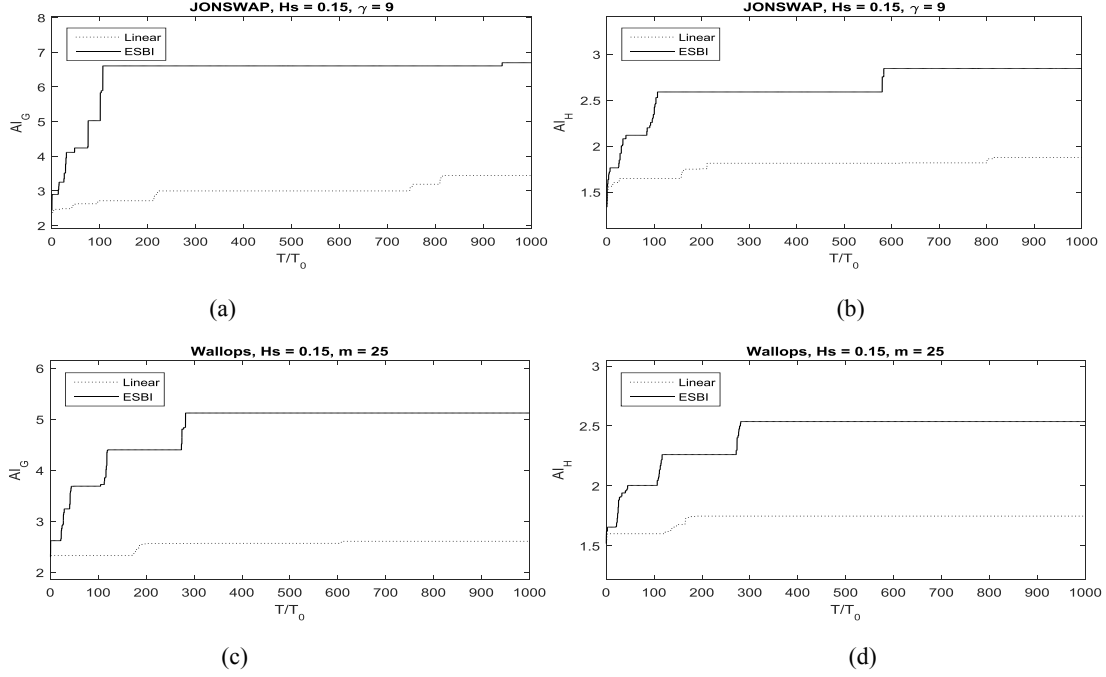 JONSWAP, Hs = 0.15, γ = 9
8
7
6
5
4
3
2
AI_G
Linear
ESBI
0 100 200 300 400 500 600 700 800 900 1000
T/T_0
(a)
JONSWAP, Hs = 0.15, γ = 9
3
2.5
2
1.5
AI_H
Linear
ESBI
0 100 200 300 400 500 600 700 800 900 1000
T/T_0
(b)
Wallops, Hs = 0.15, m = 25
6
5
4
3
2
AI_G
Linear
ESBI
0 100 200 300 400 500 600 700 800 900 1000
T/T_0
(c)
Wallops, Hs = 0.15, m = 25
3
2.5
2
1.5
AI_H
Linear
ESBI
0 100 200 300 400 500 600 700 800 900 1000
T/T_0
(d)